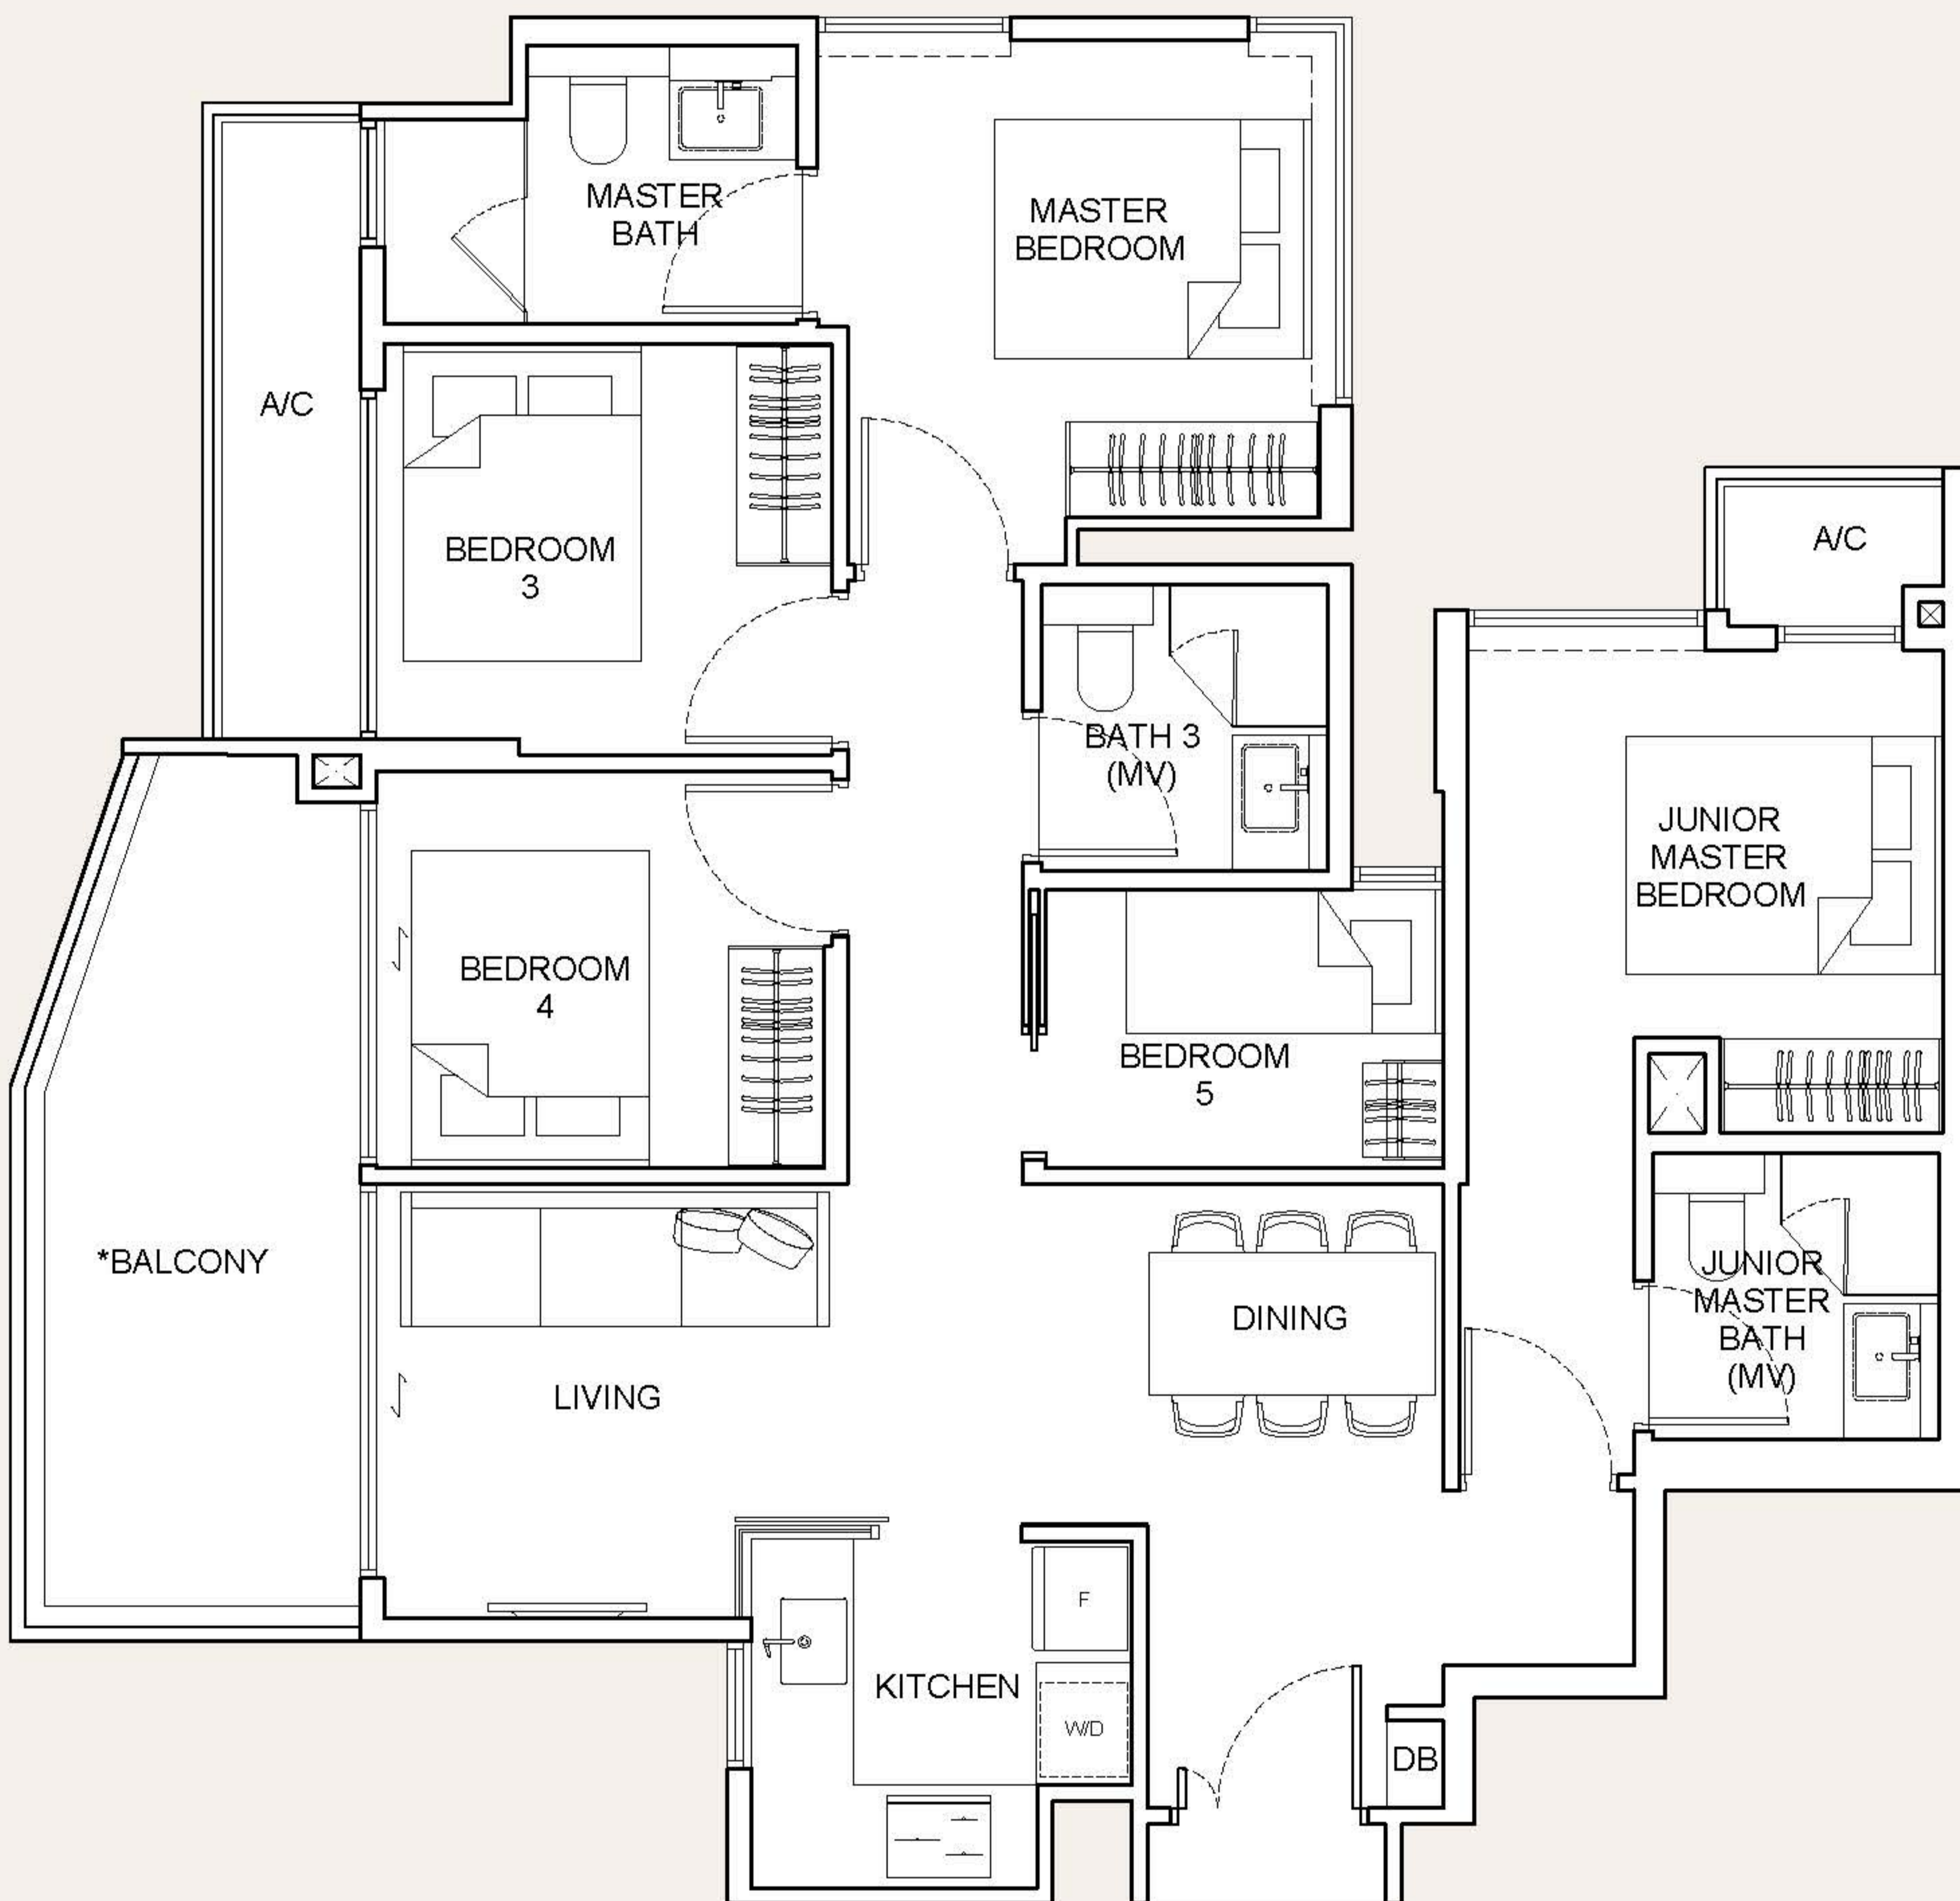 MASTER
BATH
MASTER
BEDROOM
A/C
BEDROOM
3
A/C
BATH 3
(MV)
JUNIOR
MASTER
BEDROOM
BEDROOM
4
BEDROOM
5
*BALCONY
DINING
JUNIOR
MASTER
BATH
(MV)
LIVING
F
KITCHEN
W/D
DB